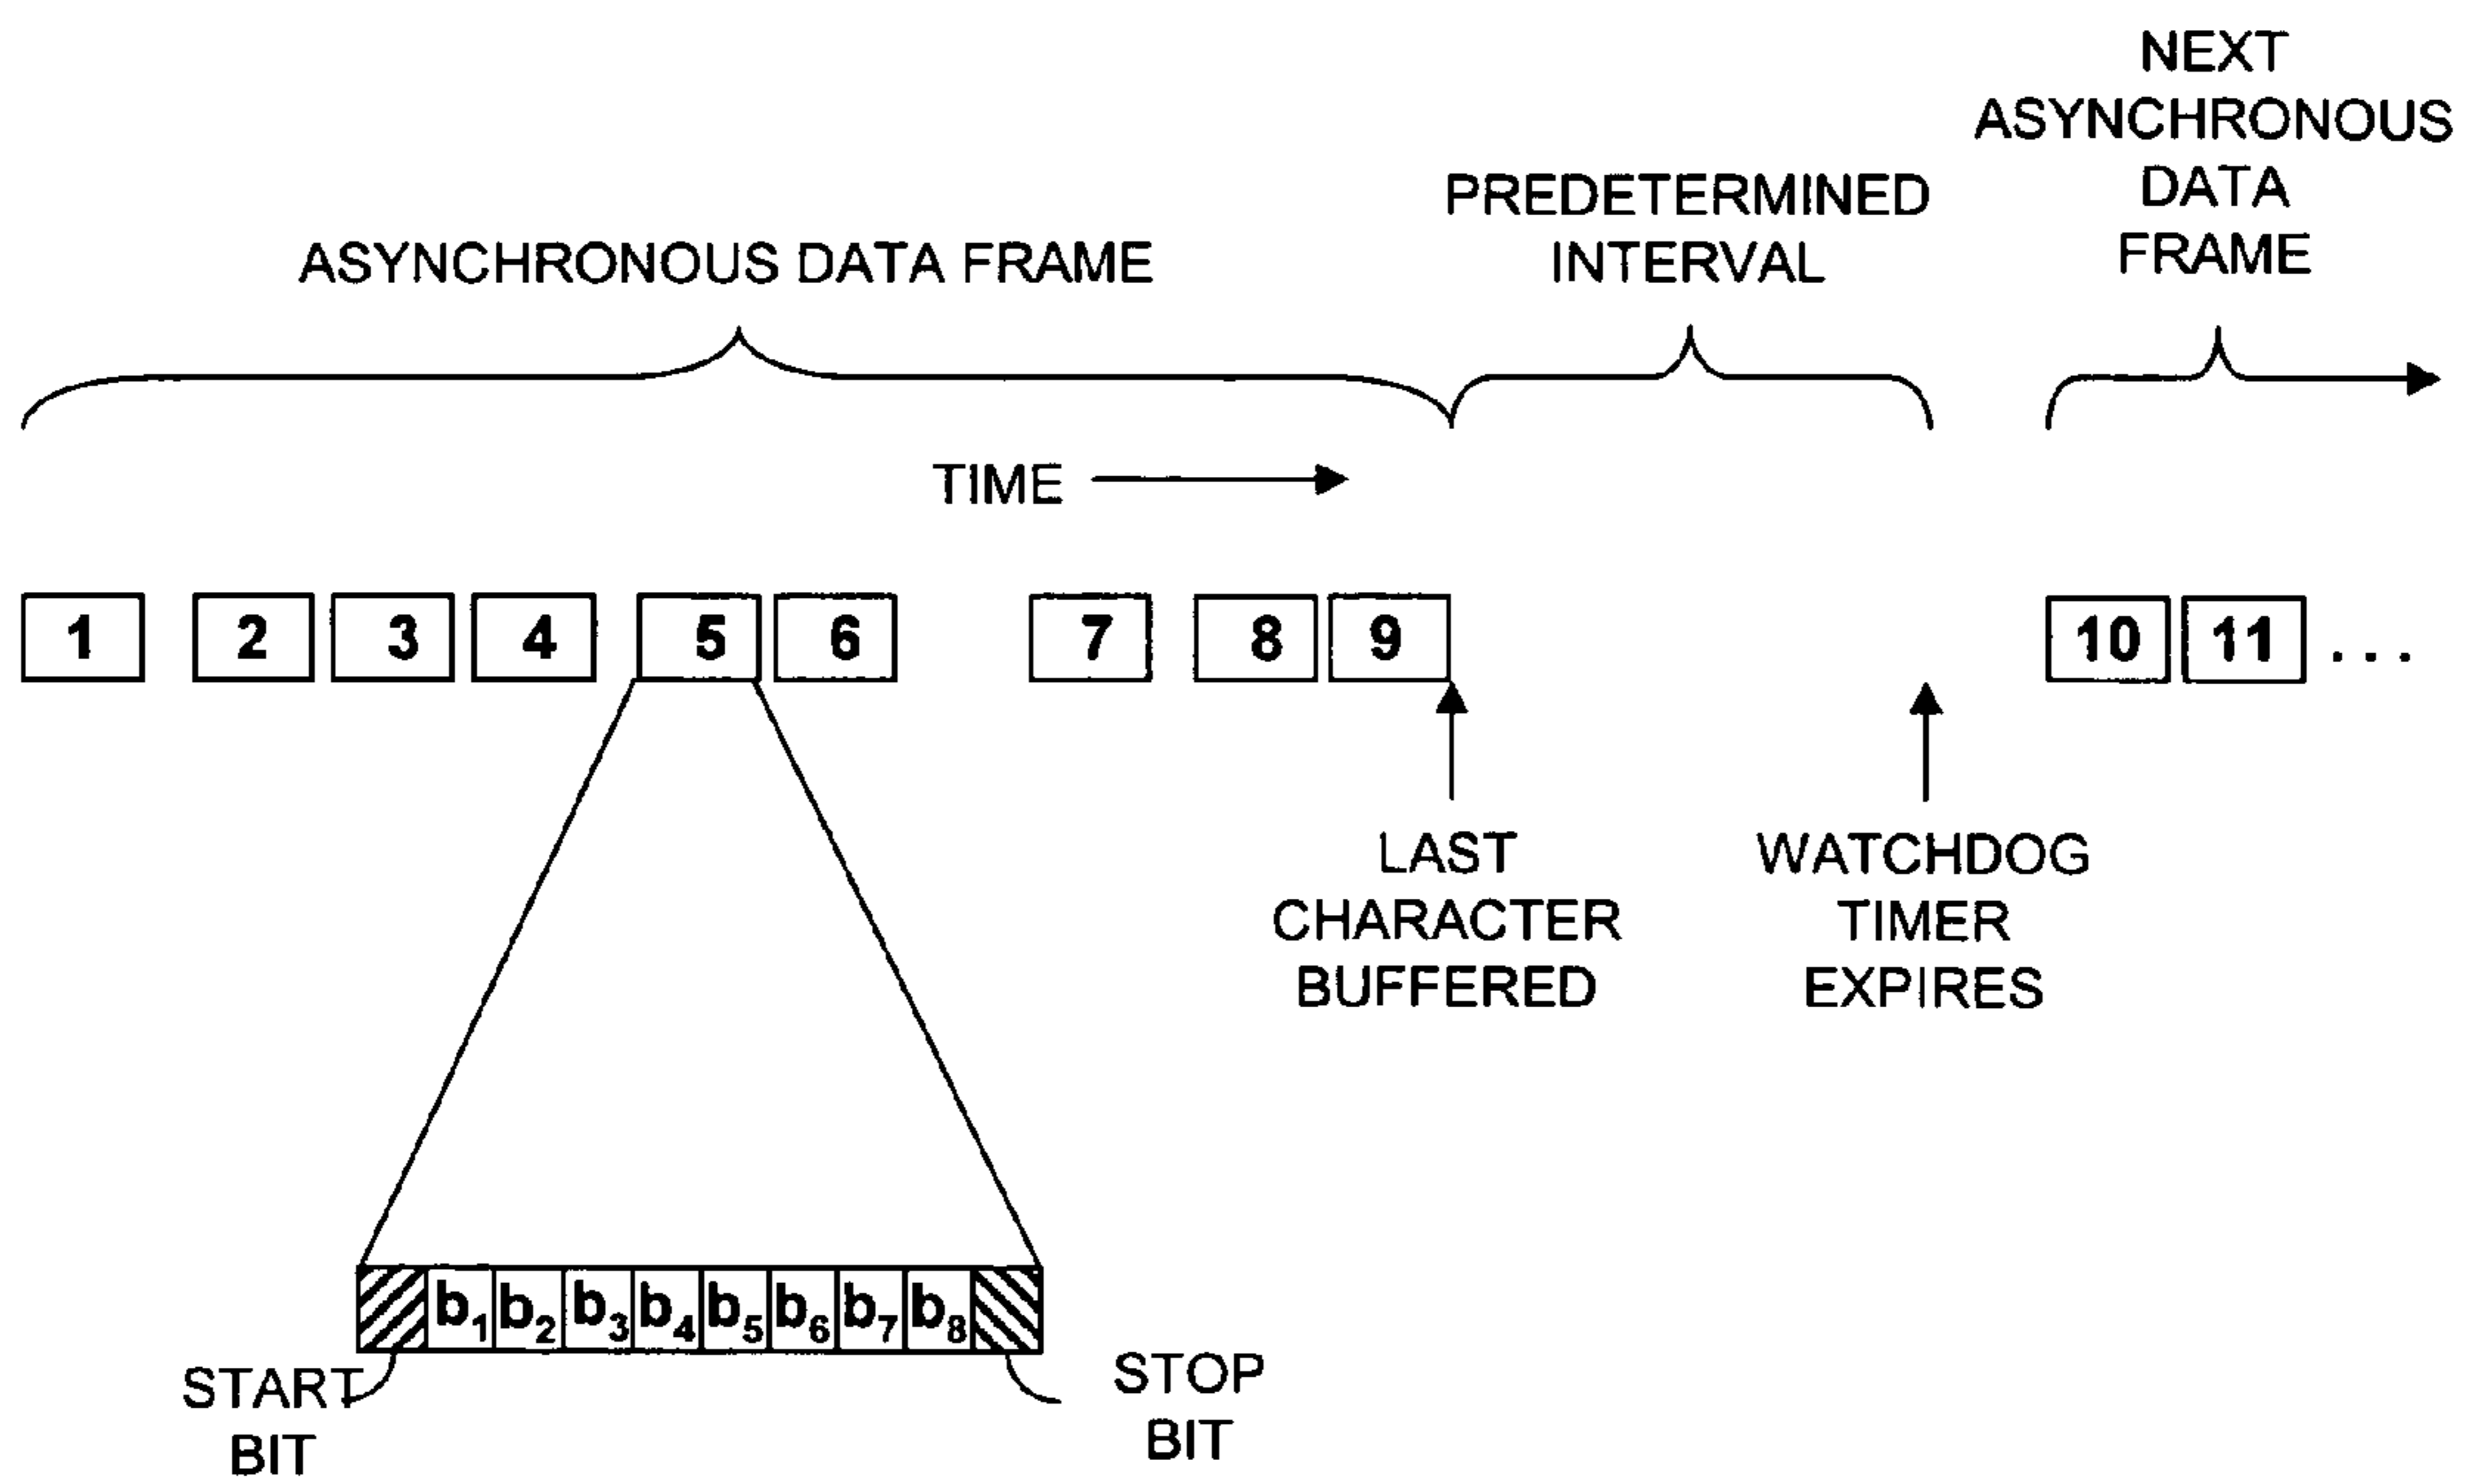 NEXT
ASYNCHRONOUS
DATA
FRAME
PREDETERMINED
INTERVAL
ASYNCHRONOUS DATA FRAME
TIME
1 2 3 4 5 6 7 8 9 10 11 ...
LAST
CHARACTER
BUFFERED
WATCHDOG
TIMER
EXPIRES
b1 b2 b3 b4 b5 b6 b7 b8
START
BIT
STOP
BIT